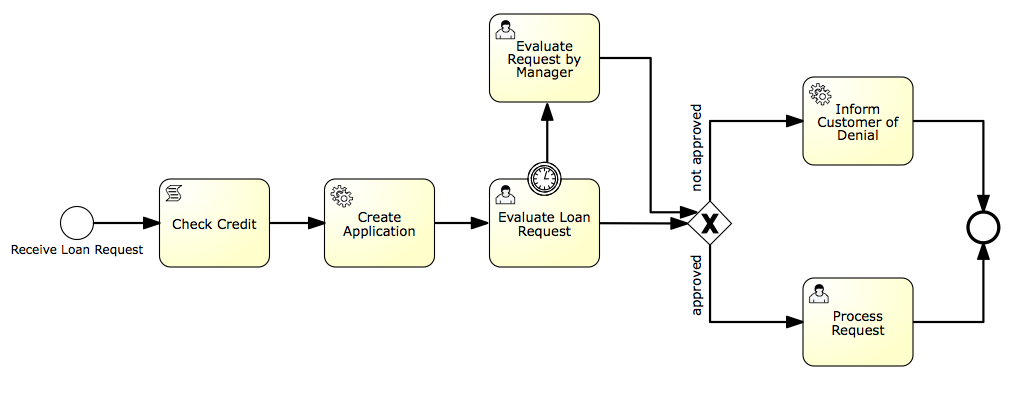 Receive Loan Request
Check Credit
Create
Application
Evaluate Loan
Request
Evaluate
Request by
Manager
not approved
approved
Inform
Customer of
Denial
Process
Request